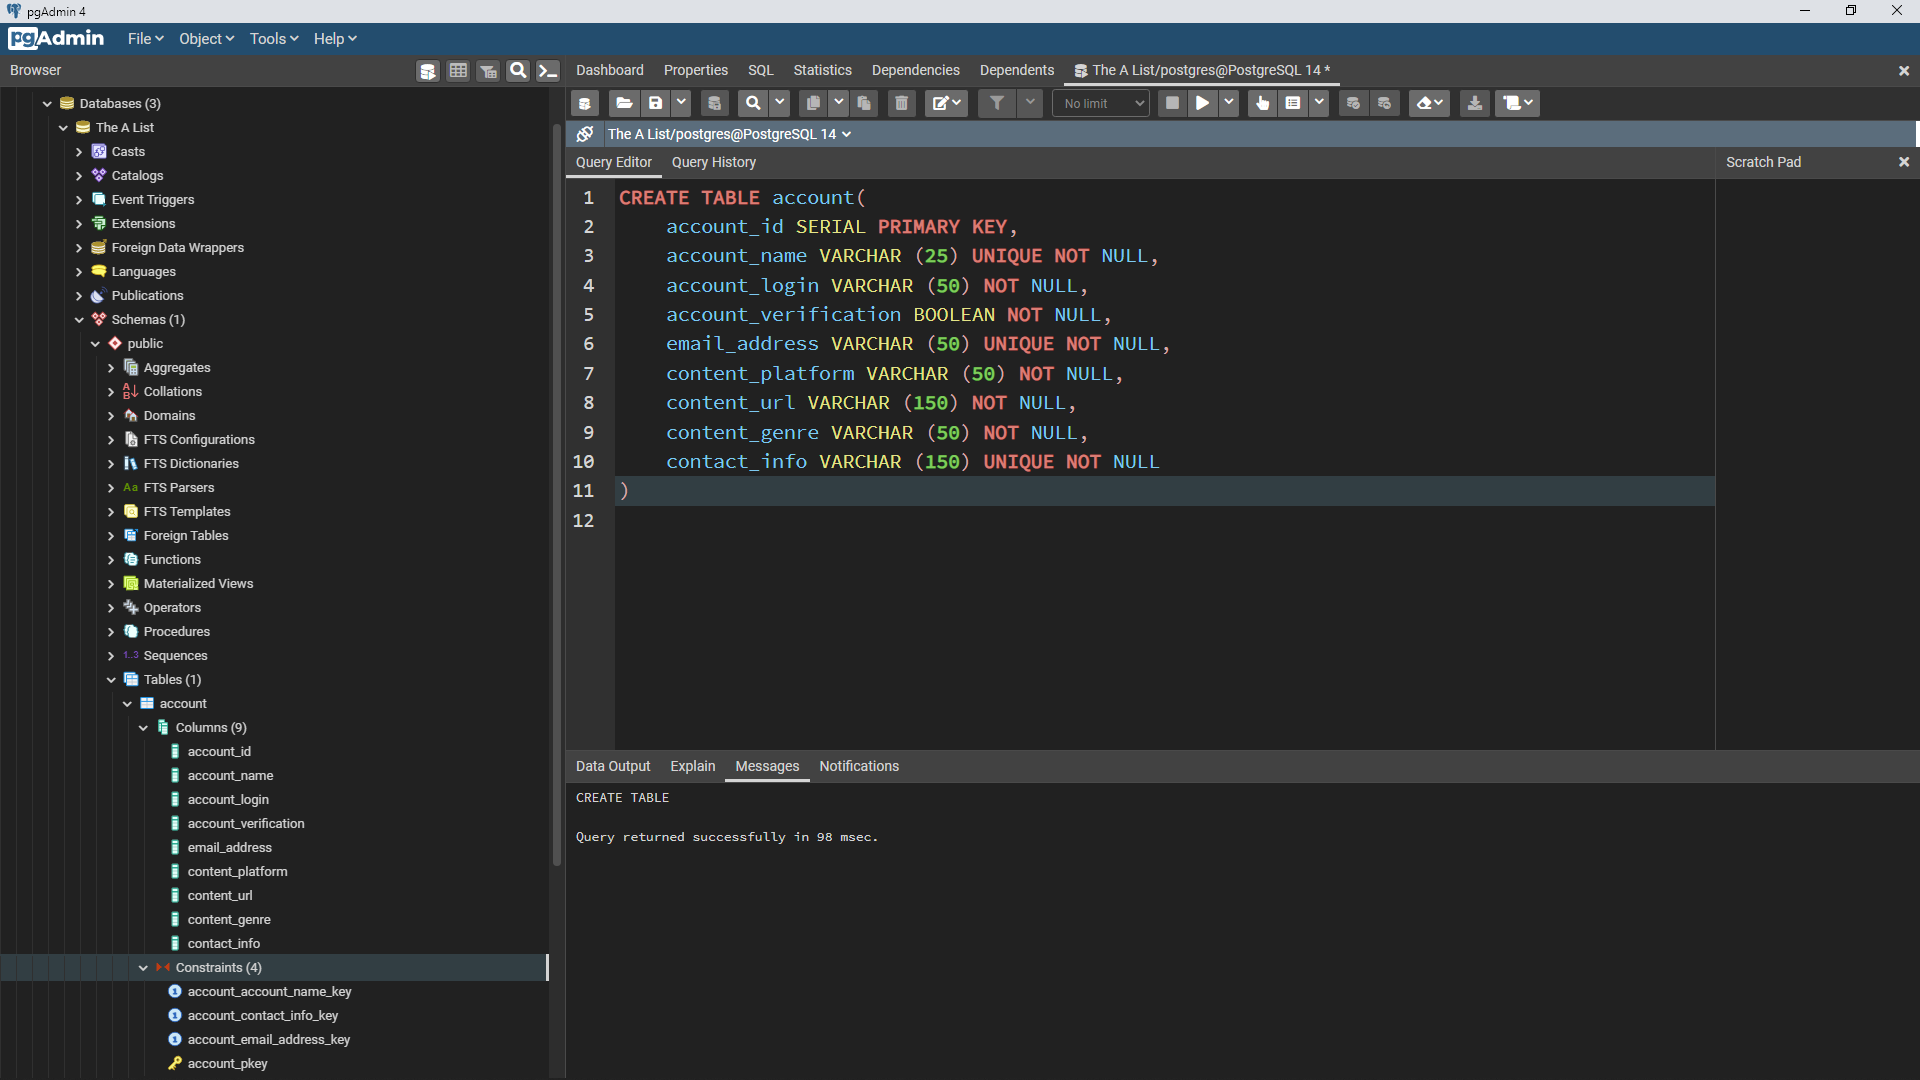 pgAdmin 4
pgAdmin File Object Tools Help
Browser
Dashboard Properties SQL Statistics Dependencies Dependents The A List/postgres@PostgreSQL 14 *
No limit
The A List/postgres@PostgreSQL 14
Query Editor Query History
Scratch Pad
Databases (3)
The A List
Casts
Catalogs
Event Triggers
Extensions
Foreign Data Wrappers
Languages
Publications
Schemas (1)
public
Aggregates
Collations
Domains
FTS Configurations
FTS Dictionaries
Aa FTS Parsers
FTS Templates
Foreign Tables
Functions
Materialized Views
Operators
Procedures
1..3 Sequences
Tables (1)
account
Columns (9)
account_id
account_name
account_login
account_verification
email_address
content_platform
content_url
content_genre
contact_info
Constraints (4)
account_account_name_key
account_contact_info_key
account_email_address_key
account_pkey
1 CREATE TABLE account(
2 account_id SERIAL PRIMARY KEY,
3 account_name VARCHAR (25) UNIQUE NOT NULL,
4 account_login VARCHAR (50) NOT NULL,
5 account_verification BOOLEAN NOT NULL,
6 email_address VARCHAR (50) UNIQUE NOT NULL,
7 content_platform VARCHAR (50) NOT NULL,
8 content_url VARCHAR (150) NOT NULL,
9 content_genre VARCHAR (50) NOT NULL,
10 contact_info VARCHAR (150) UNIQUE NOT NULL
11 )
12
Data Output Explain Messages Notifications
CREATE TABLE
Query returned successfully in 98 msec.